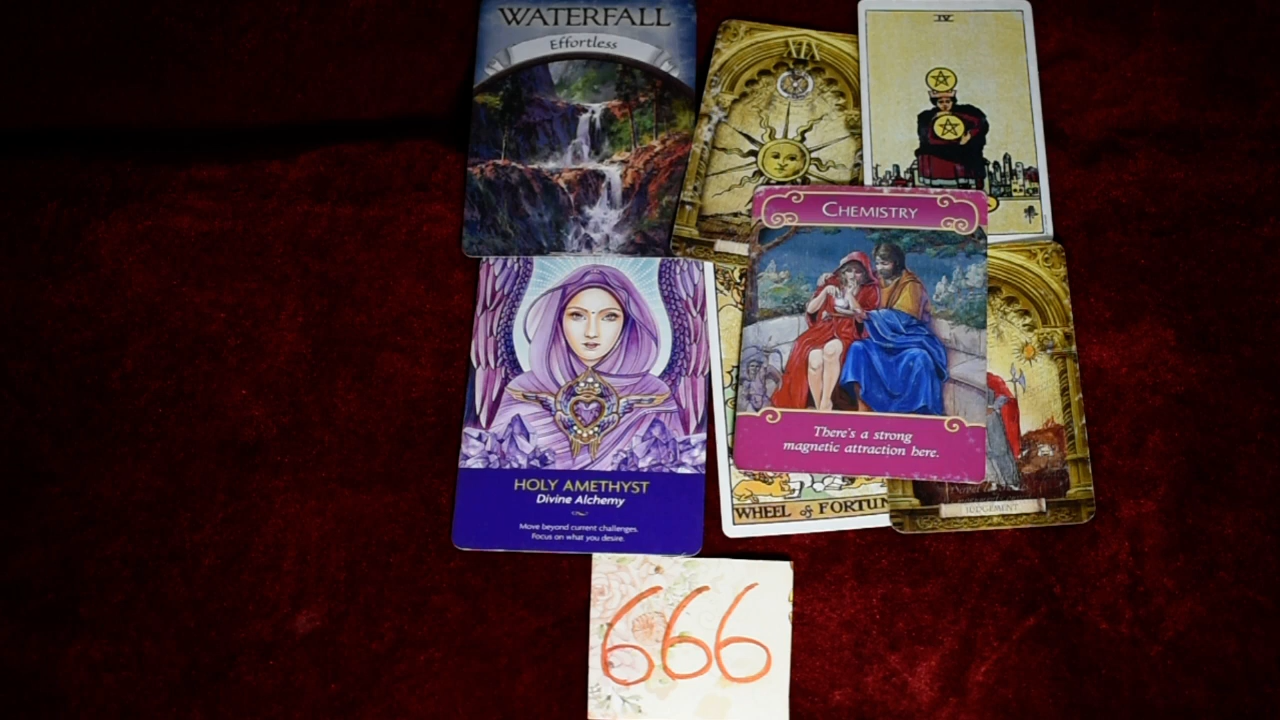 WATERFALL
Effortless
XIX
IV
CHEMISTRY
There's a strong
magnetic attraction here.
HOLY AMETHYST
Divine Alchemy
Move beyond current challenges.
Focus on what you desire.
WHEEL of FORTUN
JUDGEMENT
666